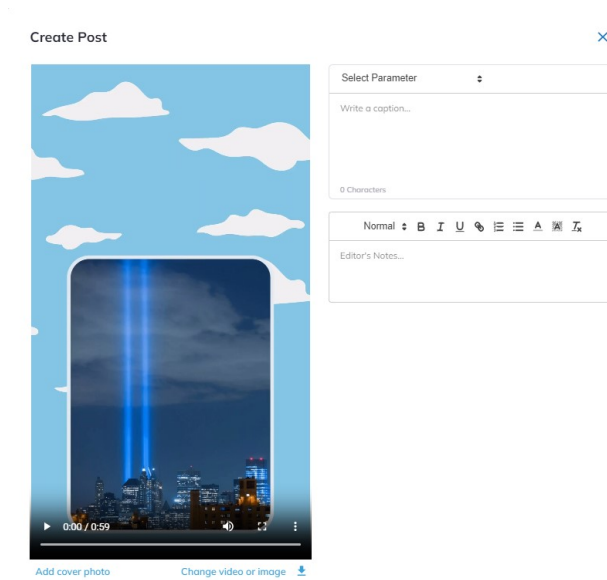 Create Post
Select Parameter
Write a caption...
0 Characters
Normal B I U A A Tx
Editor's Notes...
0:00 / 0:59
Add cover photo
Change video or image